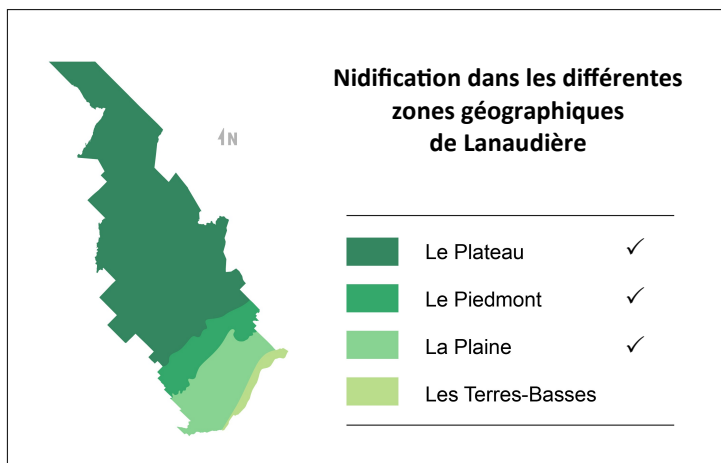 Nidification dans les différentes
zones géographiques
de Lanaudière
N
Le Plateau ✓
Le Piedmont ✓
La Plaine ✓
Les Terres-Basses